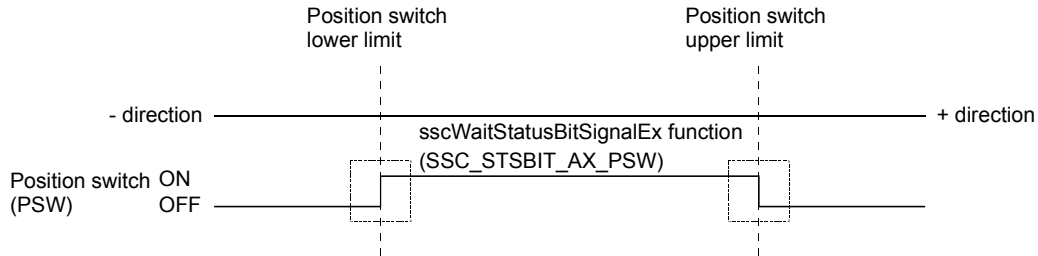 Position switch
lower limit
Position switch
upper limit
- direction
+ direction
sscWaitStatusBitSignalEx function
(SSC_STSBIT_AX_PSW)
Position switch ON
(PSW) OFF